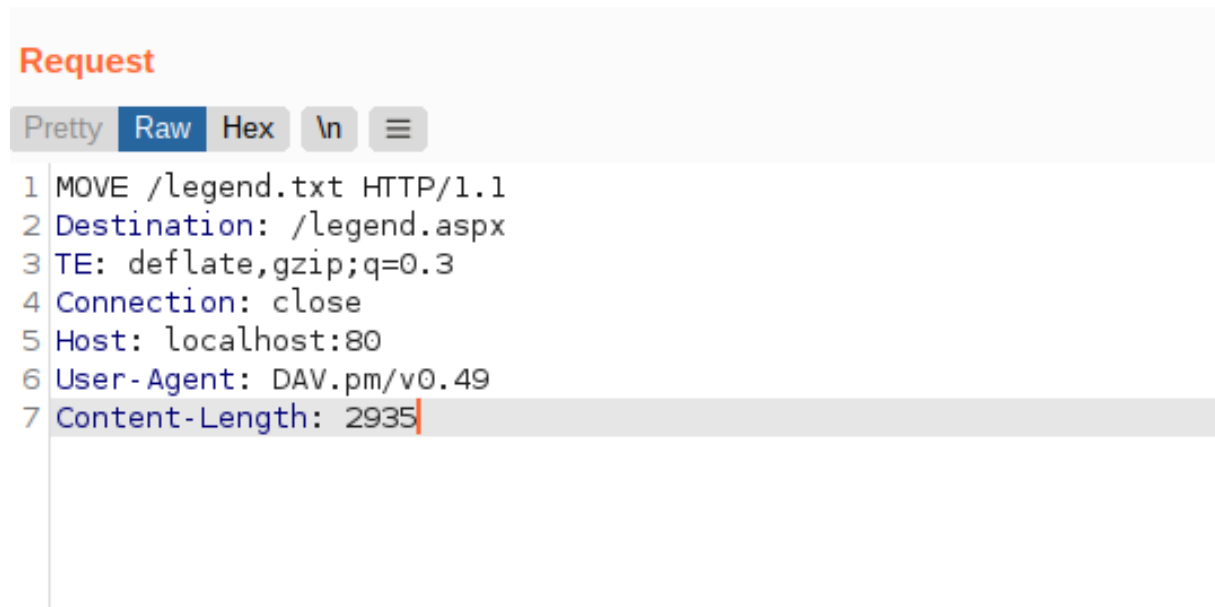 Request
Pretty Raw Hex \n ≡
1 MOVE /legend.txt HTTP/1.1
2 Destination: /legend.aspx
3 TE: deflate,gzip;q=0.3
4 Connection: close
5 Host: localhost:80
6 User-Agent: DAV.pm/v0.49
7 Content-Length: 2935